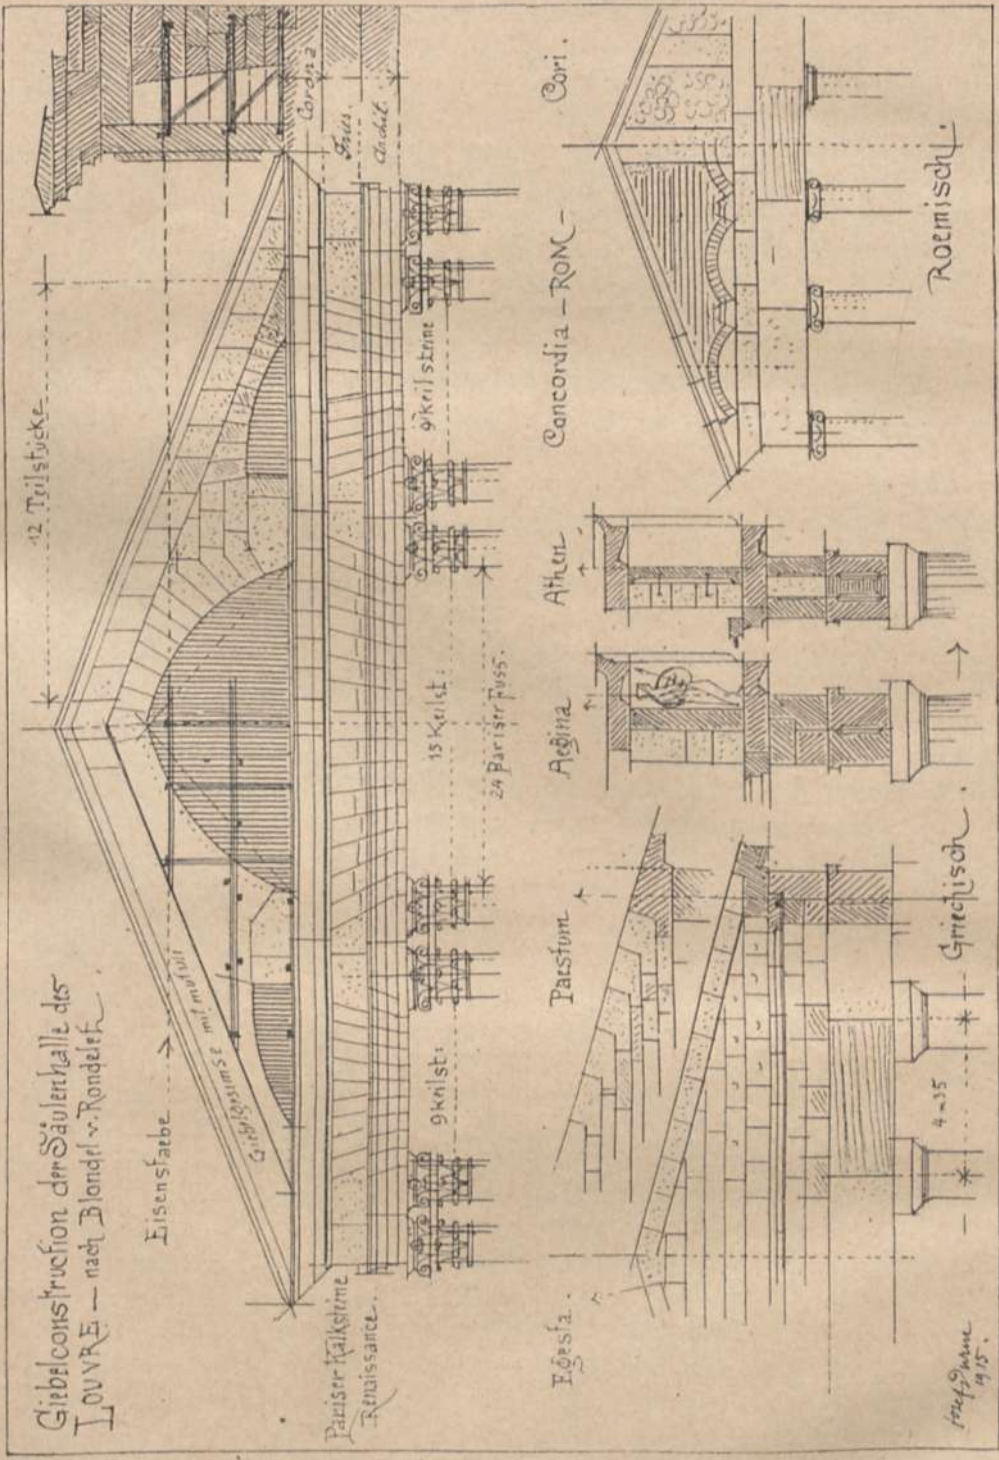 Giebelconstruction der Säulenhalle des
LOUVRE — nach Blondel v. Rondelet.
12 Teilstücke
Eisenstaebe
Giebelgesimse mit mutuli
Corona
Fries.
Archit.
Pariser Kalksteine
Renaissance.
9 Keilst:
15 Keilst:
9 Keilsteine
24 Pariser Fuss.
Egesta.
Paestum
Aegina
Athen
Concordia – ROM –
Cori.
4=35
Griechisch.
Roemisch.
Josef Durm
1915.